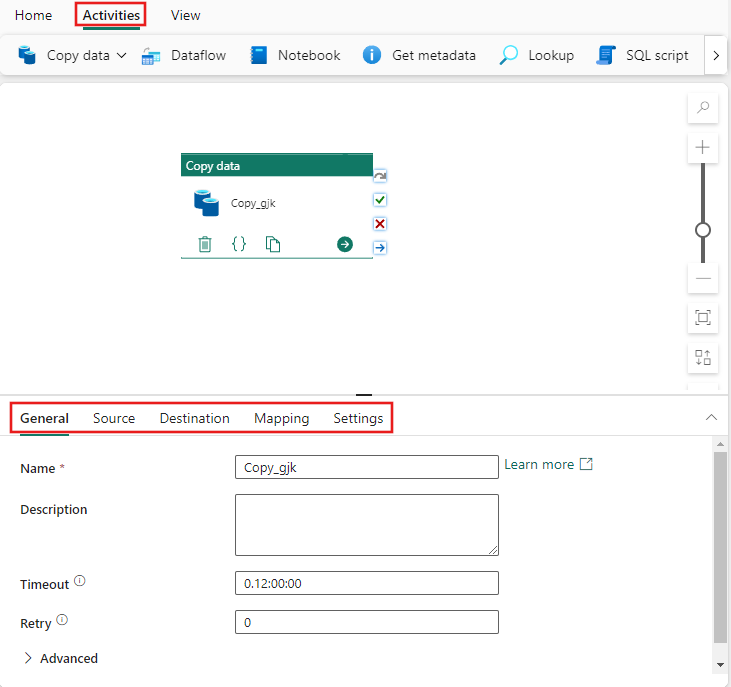 Home Activities View
Copy data Dataflow Notebook Get metadata Lookup SQL script
Copy data
Copy_gjk
General Source Destination Mapping Settings
Name * Copy_gjk Learn more
Description
Timeout 0.12:00:00
Retry 0
Advanced